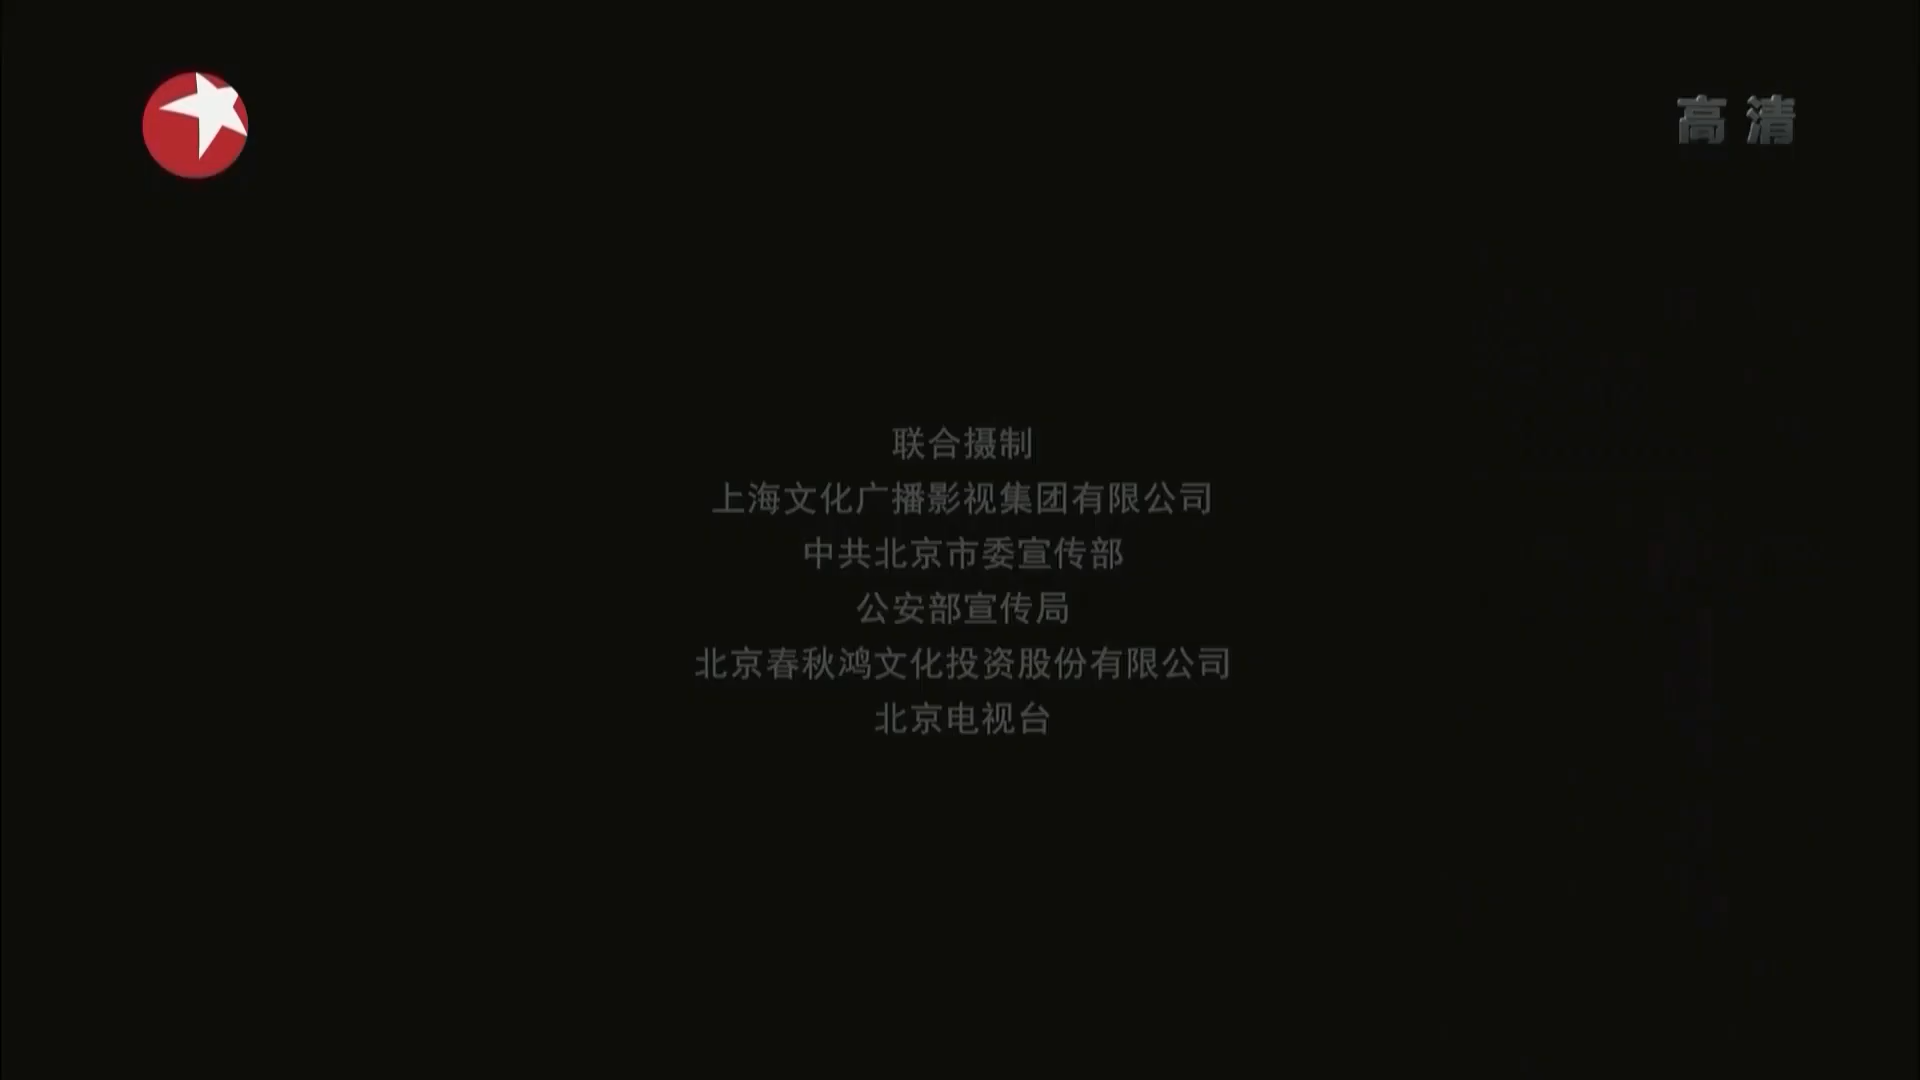 高清
联合摄制
上海文化广播影视集团有限公司
中共北京市委宣传部
公安部宣传局
北京春秋鸿文化投资股份有限公司
北京电视台